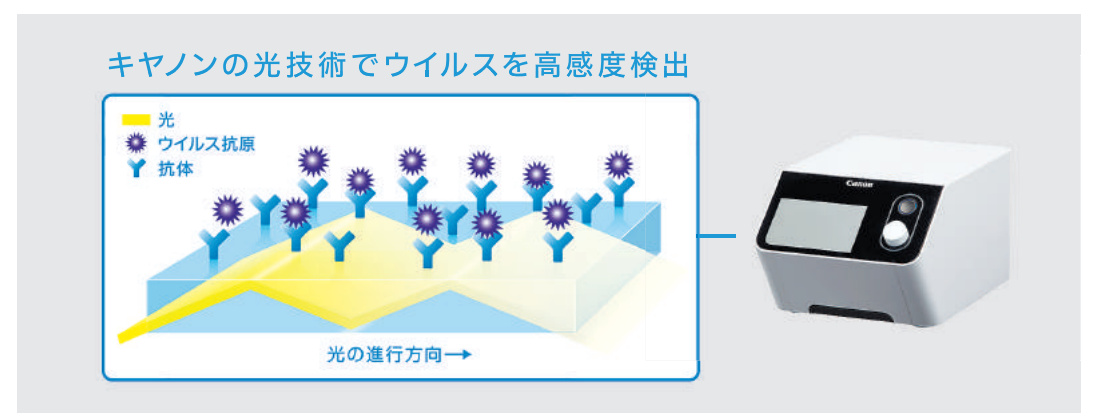 キヤノンの光技術でウイルスを高感度検出
光
ウイルス抗原
抗体
Canon
光の進行方向→